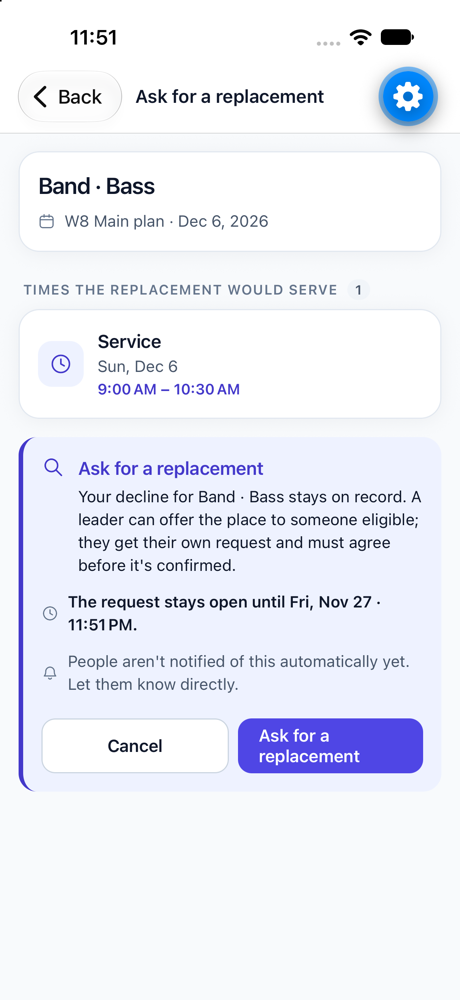 11:51
Back
Ask for a replacement
Band · Bass
W8 Main plan · Dec 6, 2026
TIMES THE REPLACEMENT WOULD SERVE 1
Service
Sun, Dec 6
9:00 AM – 10:30 AM
Ask for a replacement
Your decline for Band · Bass stays on record. A
leader can offer the place to someone eligible;
they get their own request and must agree
before it's confirmed.
The request stays open until Fri, Nov 27 ·
11:51 PM.
People aren't notified of this automatically yet.
Let them know directly.
Cancel
Ask for a
replacement